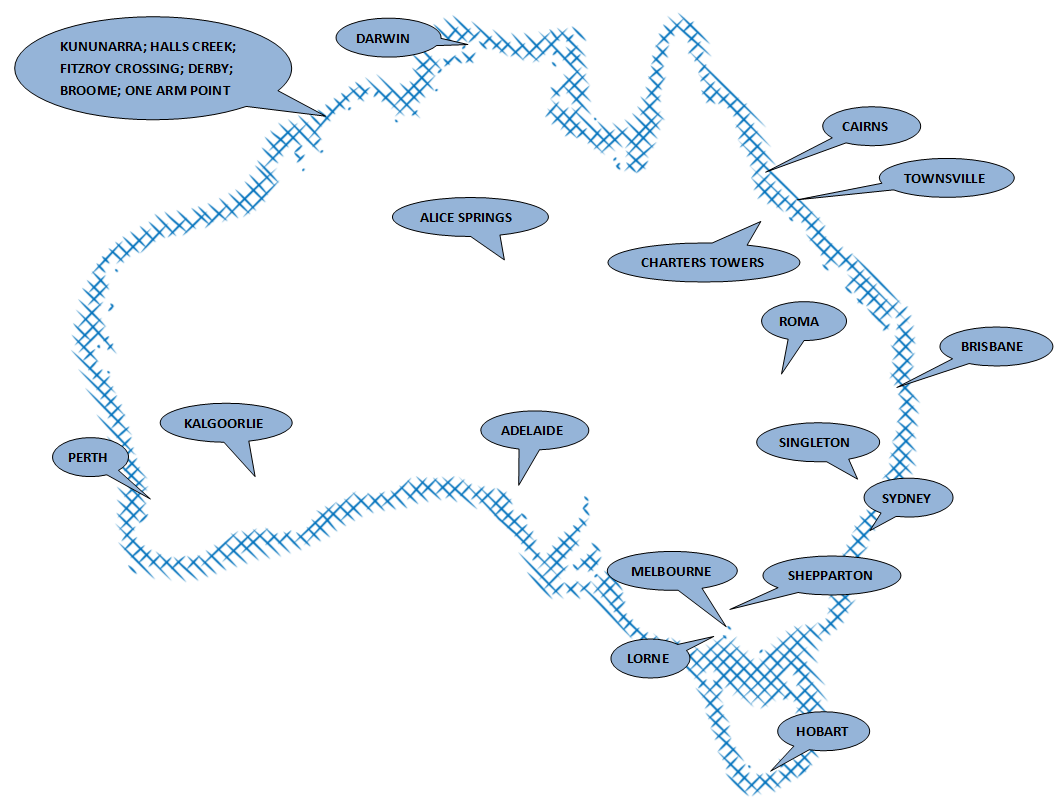 DARWIN
KUNUNARRA; HALLS CREEK;
FITZROY CROSSING; DERBY;
BROOME; ONE ARM POINT
CAIRNS
TOWNSVILLE
ALICE SPRINGS
CHARTERS TOWERS
ROMA
BRISBANE
KALGOORLIE
ADELAIDE
SINGLETON
PERTH
SYDNEY
MELBOURNE
SHEPPARTON
LORNE
HOBART